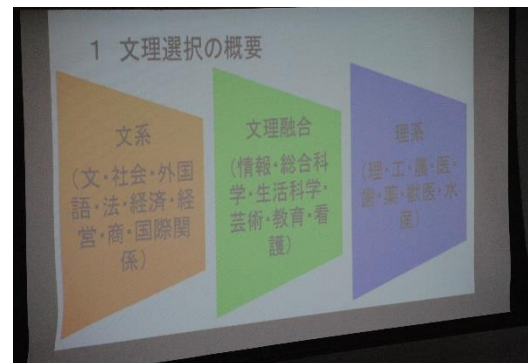 1 文理選択の概要
文系
(文・社会・外国
語・法・経済・経
営・商・国際関
係)
文理融合
(情報・総合科
学・生活科学・
芸術・教育・看
護)
理系
(理・工・農・医・
歯・薬・獣医・水
産)